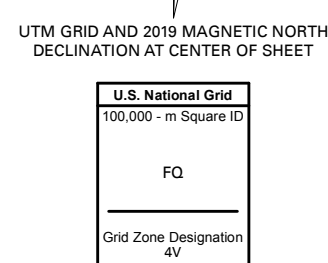 UTM GRID AND 2019 MAGNETIC NORTH
DECLINATION AT CENTER OF SHEET
U.S. National Grid
100,000 - m Square ID
FQ
Grid Zone Designation
4V